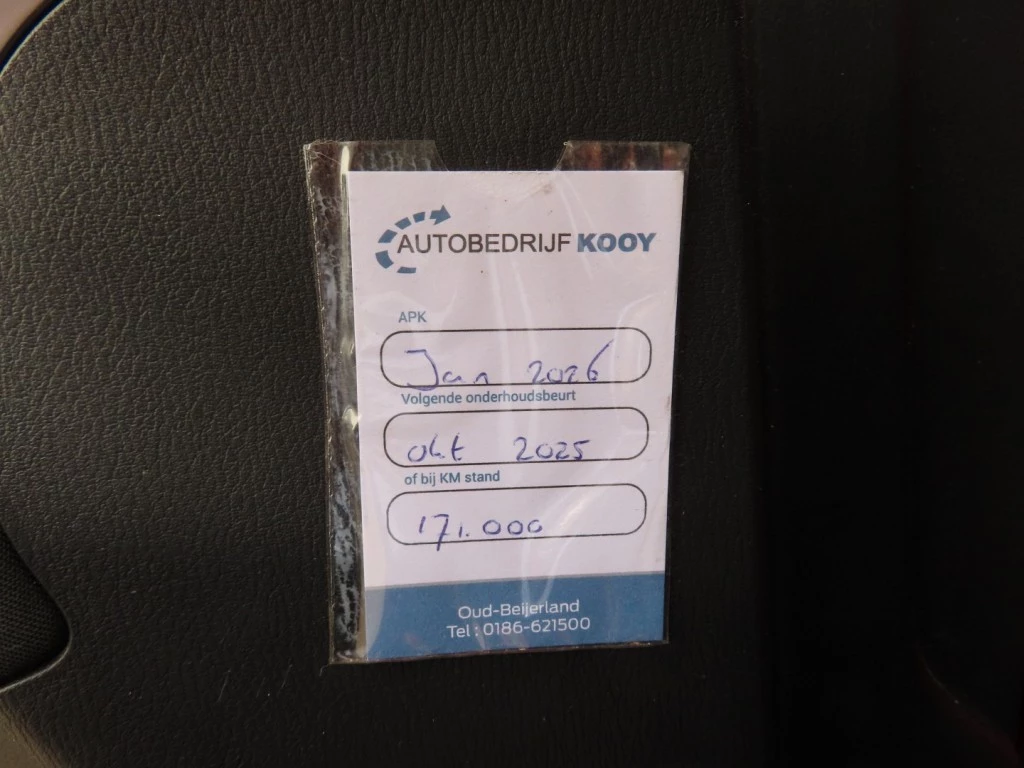 AUTOBEDRIJF KOOY
APK
Jan 2026
Volgende onderhoudsbeurt
okt 2025
of bij KM stand
171.000
Oud-Beijerland
Tel : 0186-621500